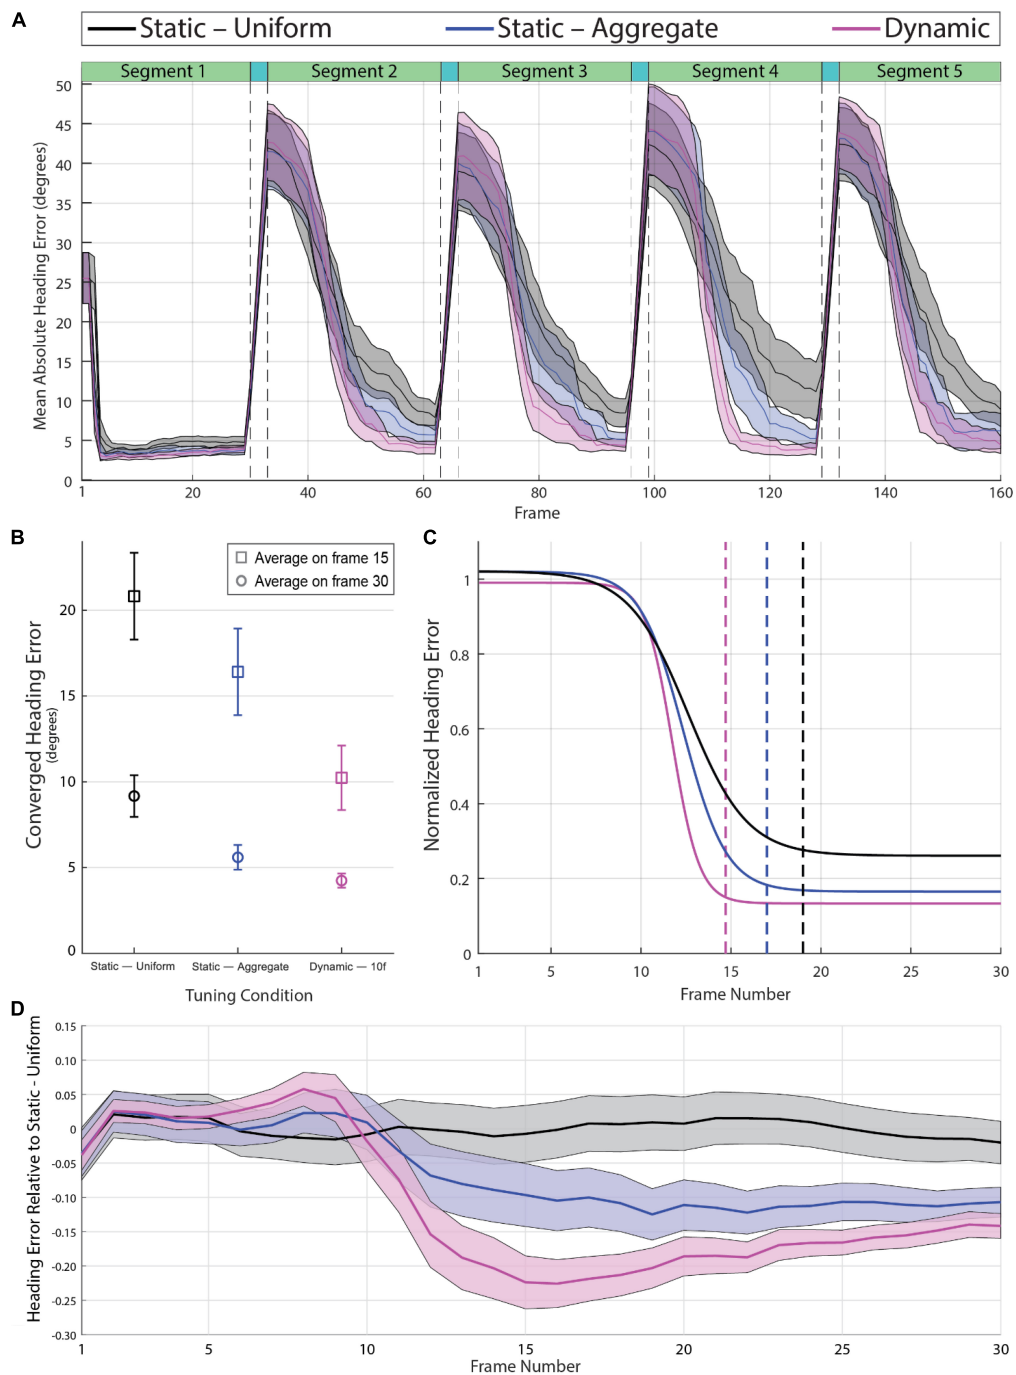 A
Static – Uniform Static – Aggregate Dynamic
Segment 1 Segment 2 Segment 3 Segment 4 Segment 5
Mean Absolute Heading Error (degrees)
50
45
40
35
30
25
20
15
10
5
0
1 20 40 60 80 100 120 140 160
Frame
B
Average on frame 15
Average on frame 30
Converged Heading Error
(degrees)
20
15
10
5
0
Static — Uniform Static — Aggregate Dynamic — 10f
Tuning Condition
C
Normalized Heading Error
1
0.8
0.6
0.4
0.2
0
1 5 10 15 20 25 30
Frame Number
D
Heading Error Relative to Static - Uniform
0.15
0.10
0.05
0
-0.05
-0.10
-0.15
-0.20
-0.25
-0.30
1 5 10 15 20 25 30
Frame Number